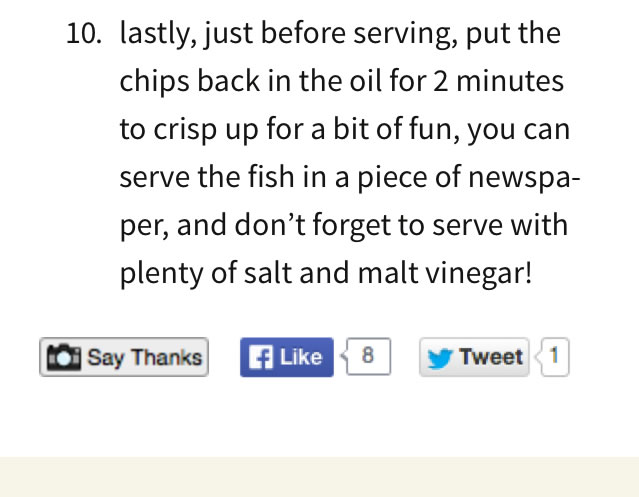 10. lastly, just before serving, put the
chips back in the oil for 2 minutes
to crisp up for a bit of fun, you can
serve the fish in a piece of newspa-
per, and don’t forget to serve with
plenty of salt and malt vinegar!
Say Thanks Like 8 Tweet 1